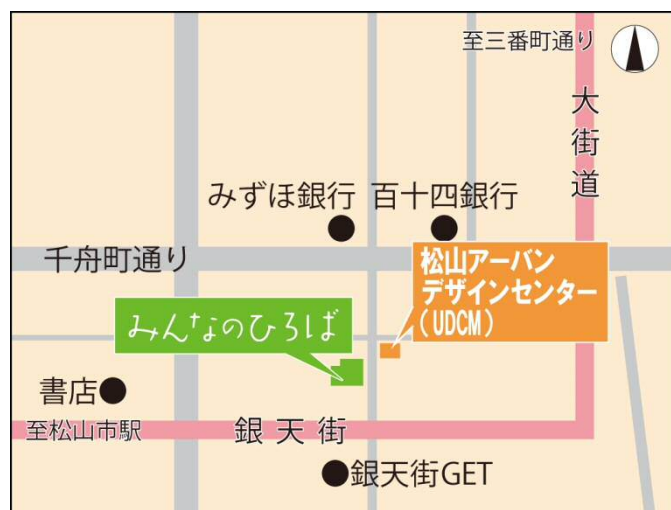 至三番町通り
大街道
みずほ銀行
百十四銀行
千舟町通り
松山アーバン
デザインセンター
(UDCM)
みんなのひろば
書店
至松山市駅
銀天街
銀天街GET